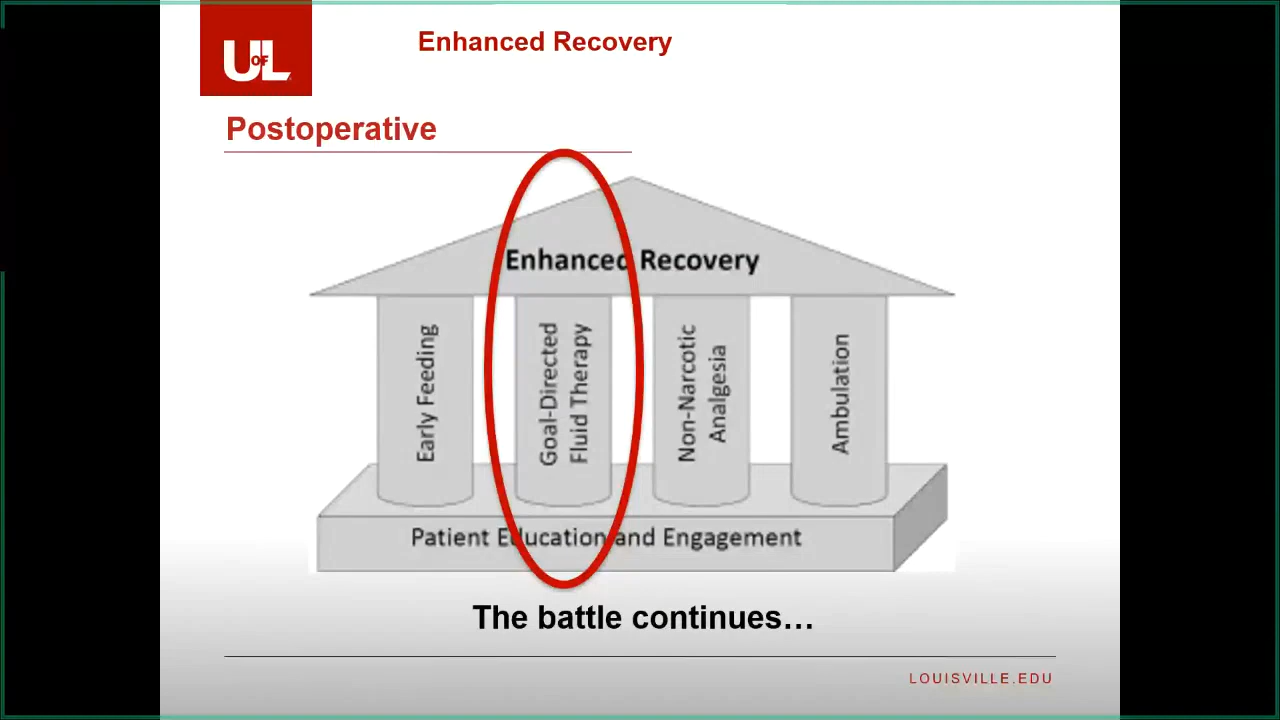 UofL
Enhanced Recovery
Postoperative
Enhanced Recovery
Early Feeding
Goal-Directed
Fluid Therapy
Non-Narcotic
Analgesia
Ambulation
Patient Education and Engagement
The battle continues…
LOUISVILLE.EDU